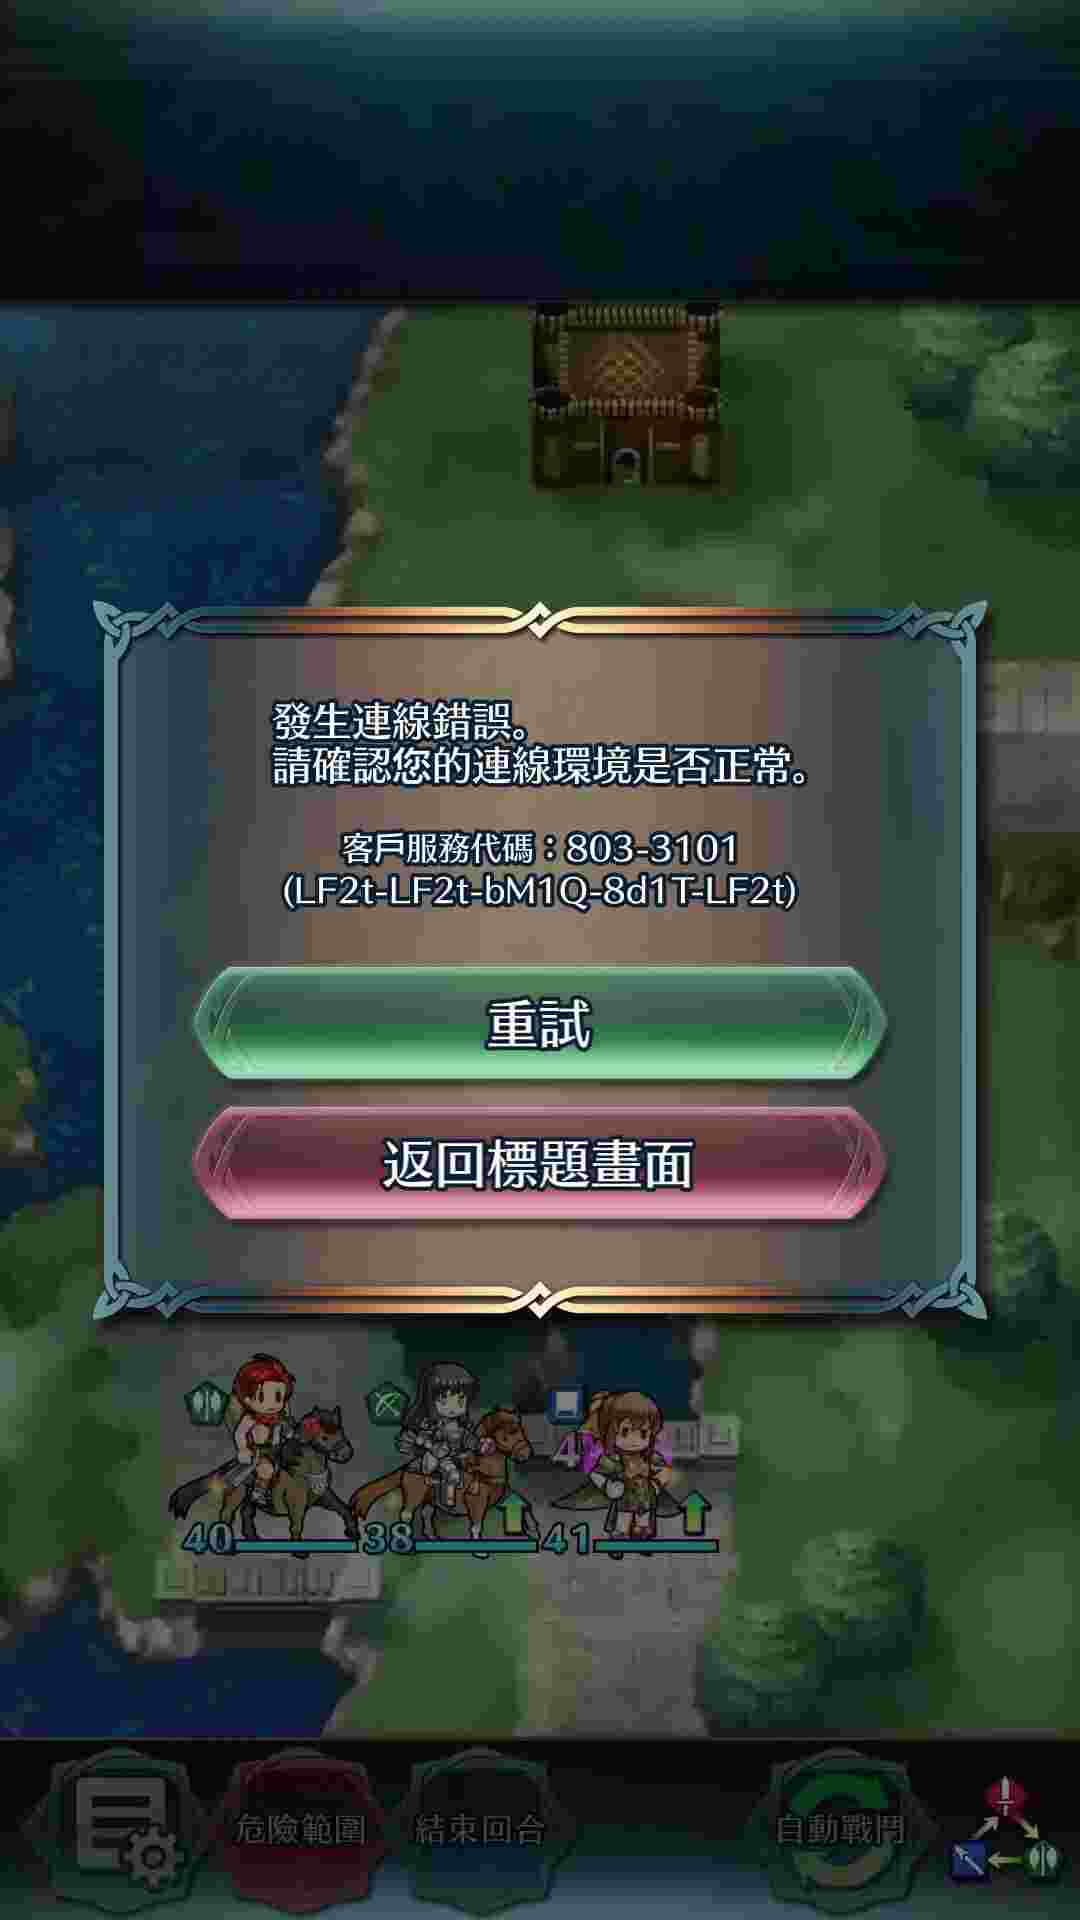 發生連線錯誤。
請確認您的連線環境是否正常。
客戶服務代碼：803-3101
(LF2t-LF2t-bM1Q-8d1T-LF2t)
重試
返回標題畫面
40
38
41
危險範圍
結束回合
自動戰鬥